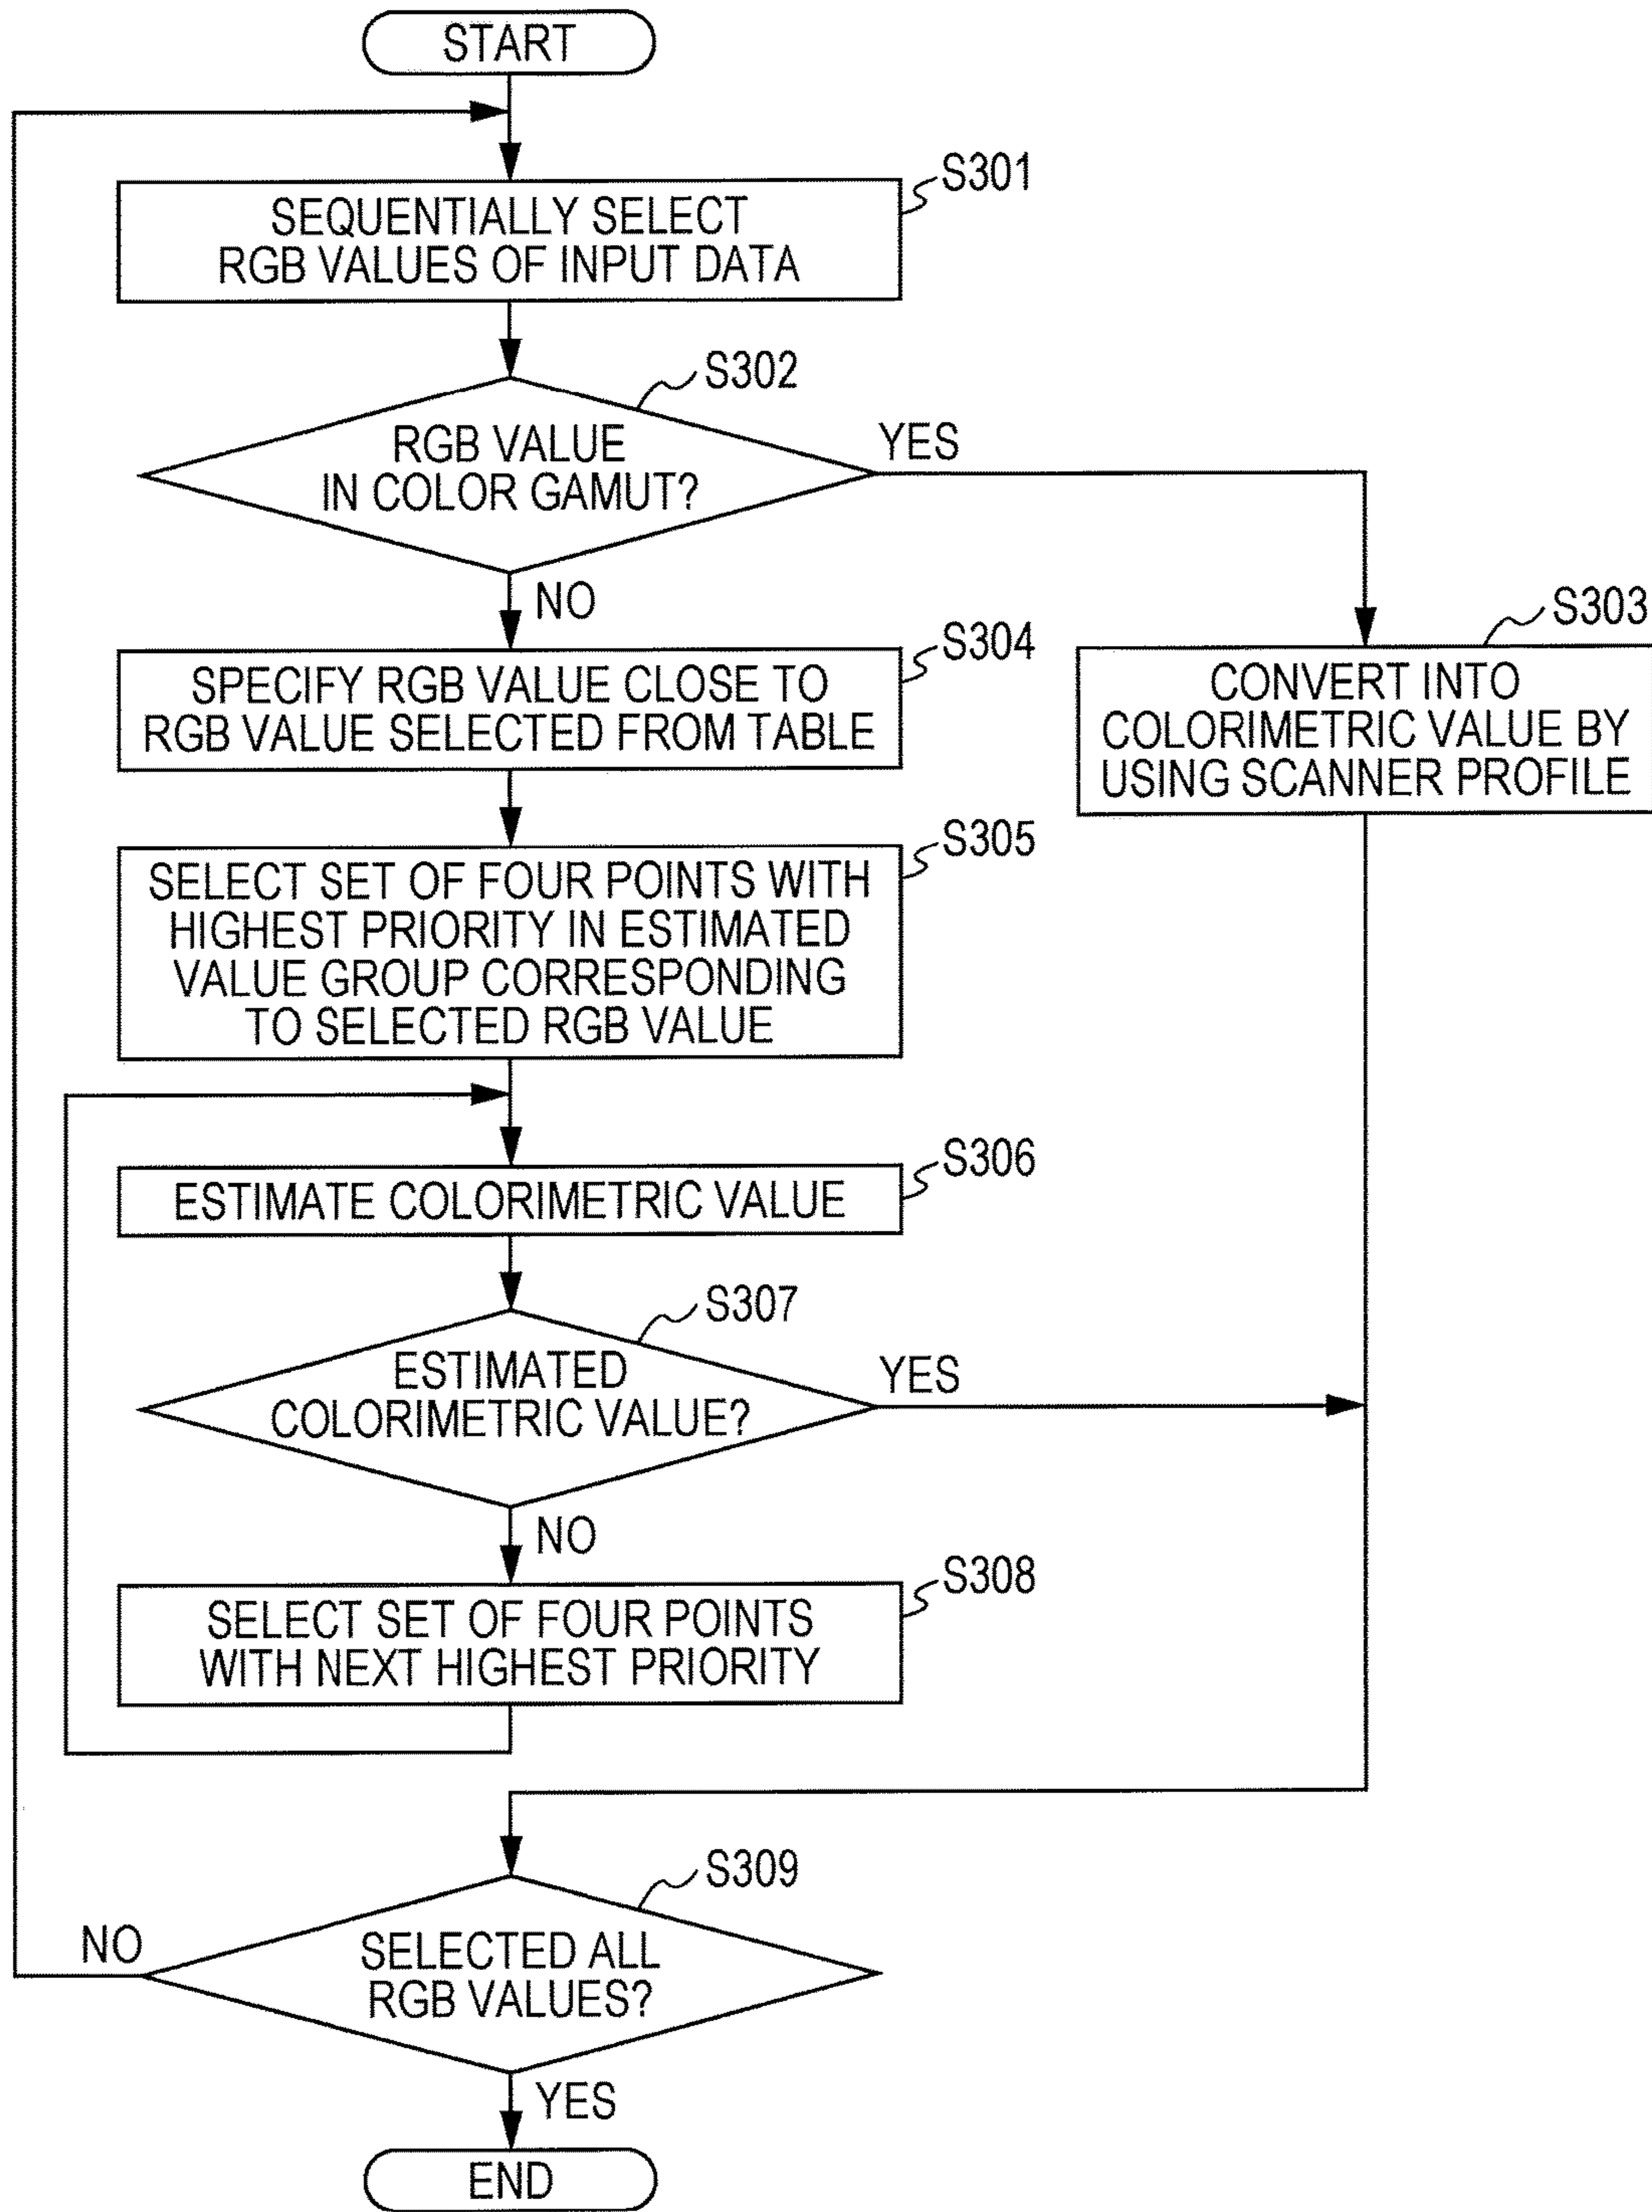 START
S301
SEQUENTIALLY SELECT
RGB VALUES OF INPUT DATA
S302
RGB VALUE
IN COLOR GAMUT?
YES
NO
S303
CONVERT INTO
COLORIMETRIC VALUE BY
USING SCANNER PROFILE
S304
SPECIFY RGB VALUE CLOSE TO
RGB VALUE SELECTED FROM TABLE
S305
SELECT SET OF FOUR POINTS WITH
HIGHEST PRIORITY IN ESTIMATED
VALUE GROUP CORRESPONDING
TO SELECTED RGB VALUE
S306
ESTIMATE COLORIMETRIC VALUE
S307
ESTIMATED
COLORIMETRIC VALUE?
YES
NO
S308
SELECT SET OF FOUR POINTS
WITH NEXT HIGHEST PRIORITY
S309
SELECTED ALL
RGB VALUES?
NO
YES
END